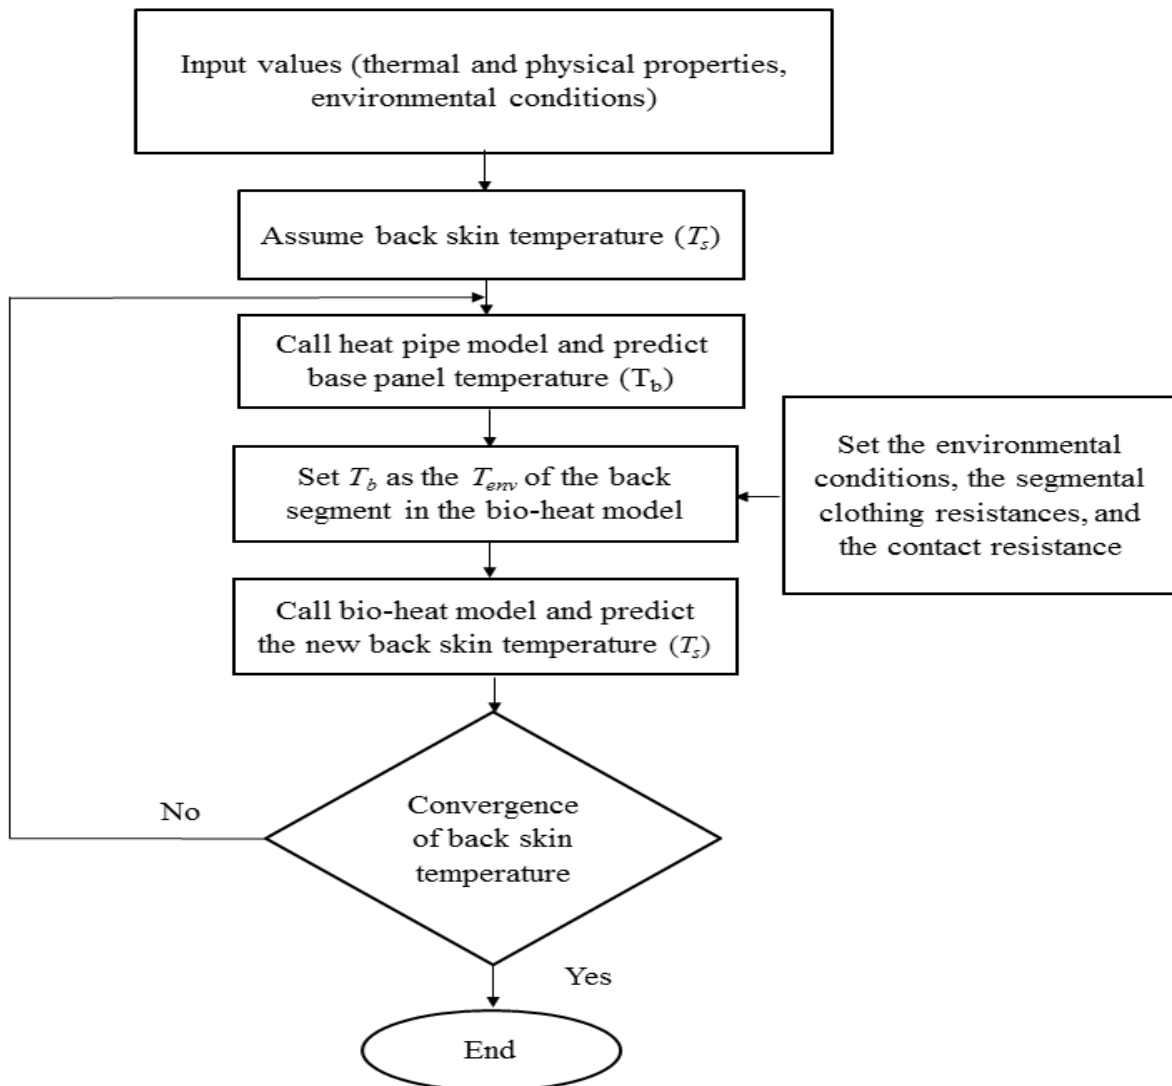 Input values (thermal and physical properties,
environmental conditions)
Assume back skin temperature (Ts)
Call heat pipe model and predict
base panel temperature (Tb)
Set Tb as the Tenv of the back
segment in the bio-heat model
Set the environmental
conditions, the segmental
clothing resistances, and
the contact resistance
Call bio-heat model and predict
the new back skin temperature (Ts)
Convergence
of back skin
temperature
No
Yes
End